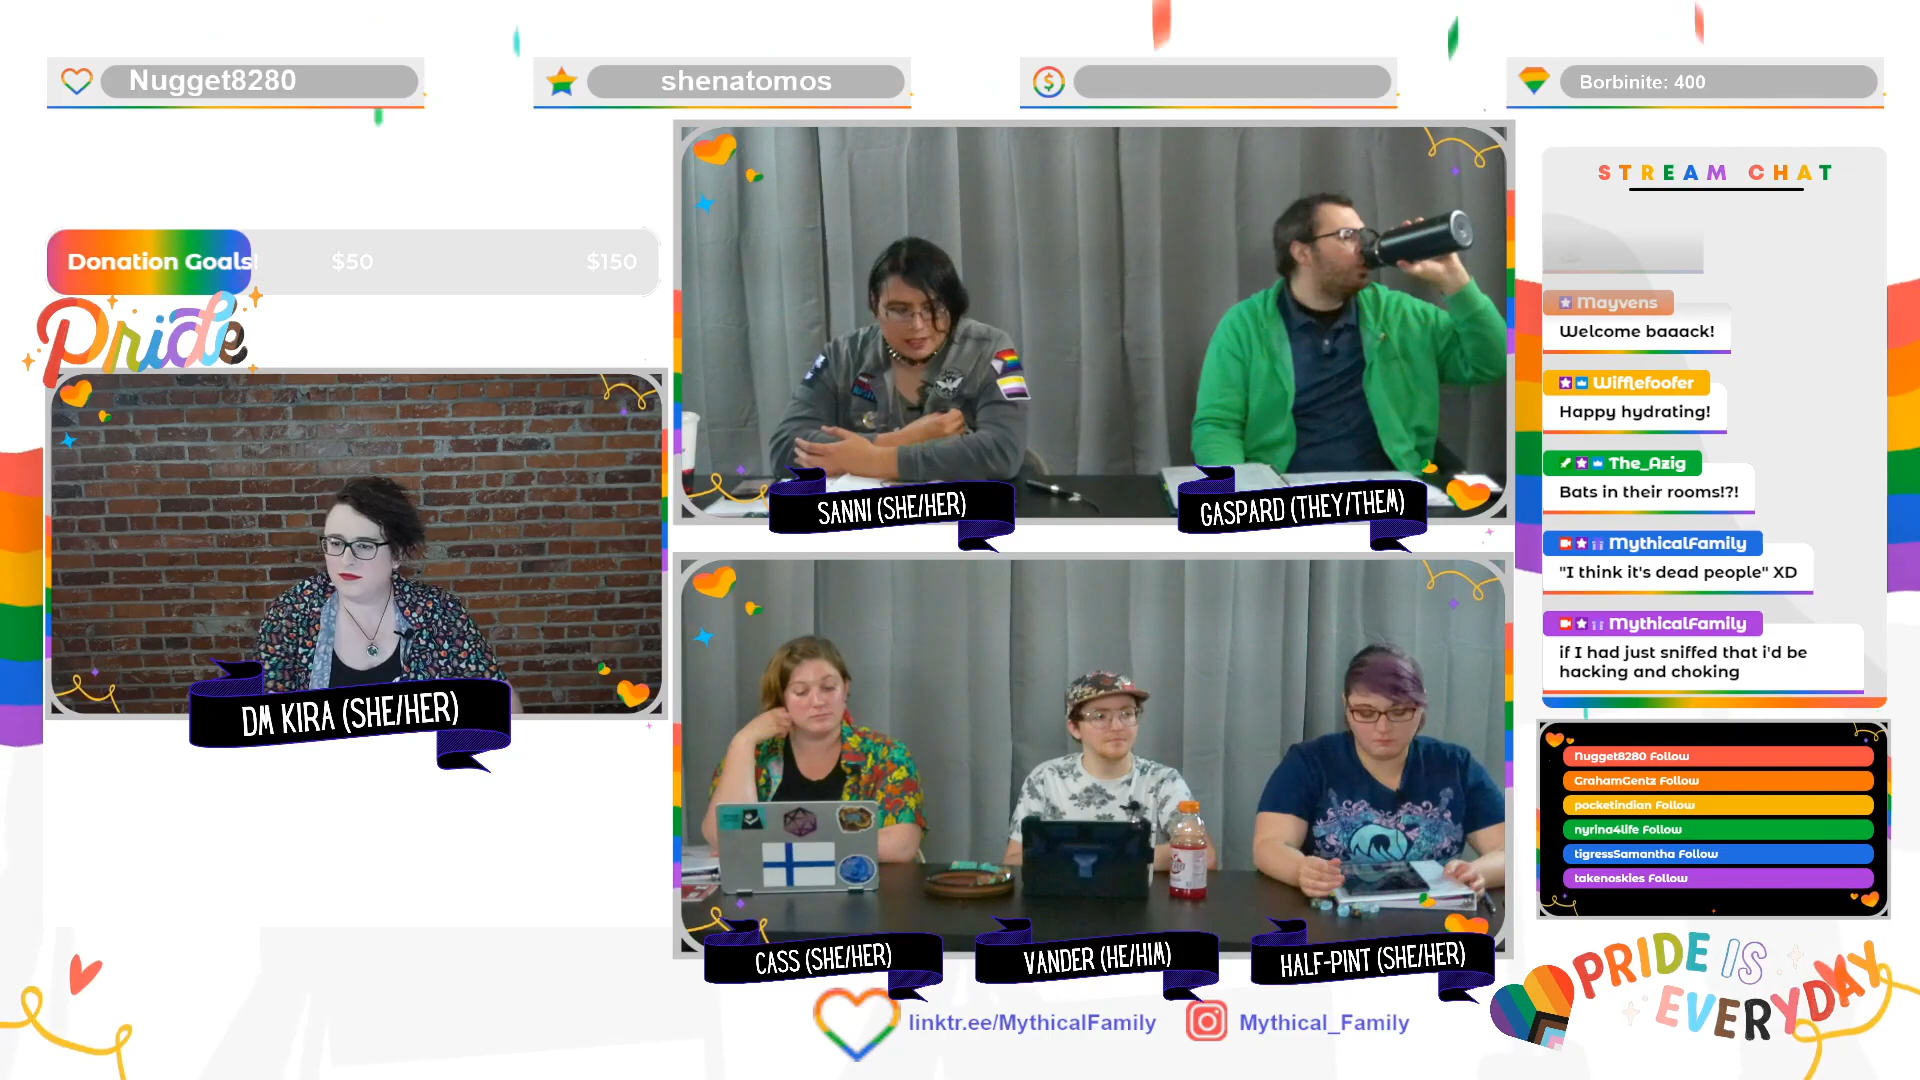 Nugget8280
shenatomos
Borbinite: 400
Donation Goals!
$50
$150
Pride
DM KIRA (SHE/HER)
SANNI (SHE/HER)
GASPARD (THEY/THEM)
CASS (SHE/HER)
VANDER (HE/HIM)
HALF-PINT (SHE/HER)
STREAM CHAT
Mayvens
Welcome baaack!
Wifflefoofer
Happy hydrating!
The_Azig
Bats in their rooms!?!
MythicalFamily
"I think it's dead people" XD
MythicalFamily
if I had just sniffed that i'd be
hacking and choking
Nugget8280 Follow
GrahamGentz Follow
pocketindian Follow
nyrina4life Follow
tigressSamantha Follow
takenoskies Follow
PRIDE IS
EVERYDAY
linktr.ee/MythicalFamily
Mythical_Family